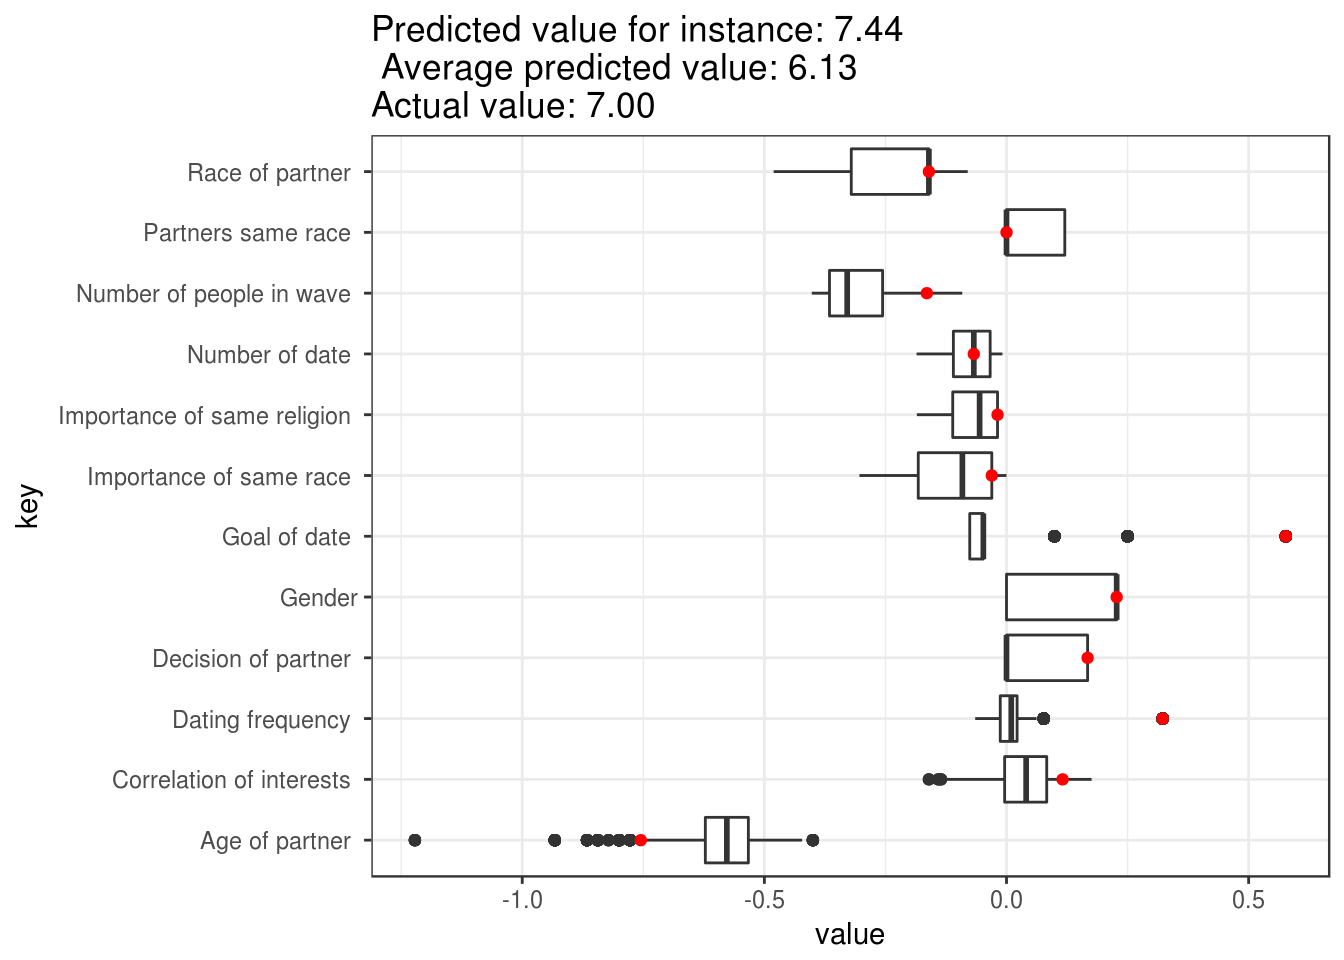 Predicted value for instance: 7.44
Average predicted value: 6.13
Actual value: 7.00
Race of partner
Partners same race
Number of people in wave
Number of date
Importance of same religion
Importance of same race
Goal of date
Gender
Decision of partner
Dating frequency
Correlation of interests
Age of partner
key
-1.0
-0.5
0.0
0.5
value